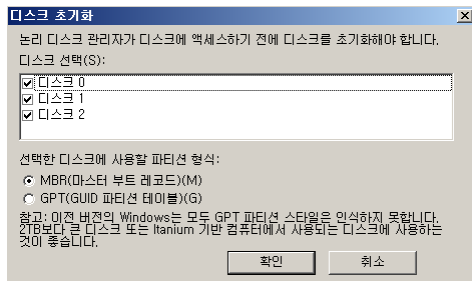 디스크 초기화
논리 디스크 관리자가 디스크에 액세스하기 전에 디스크를 초기화해야 합니다.
디스크 선택(S):
디스크 0
디스크 1
디스크 2
선택한 디스크에 사용할 파티션 형식:
MBR(마스터 부트 레코드)(M)
GPT(GUID 파티션 테이블)(G)
참고: 이전 버전의 Windows는 모두 GPT 파티션 스타일은 인식하지 못합니다.
2TB보다 큰 디스크 또는 Itanium 기반 컴퓨터에서 사용되는 디스크에 사용하는
것이 좋습니다.
확인
취소